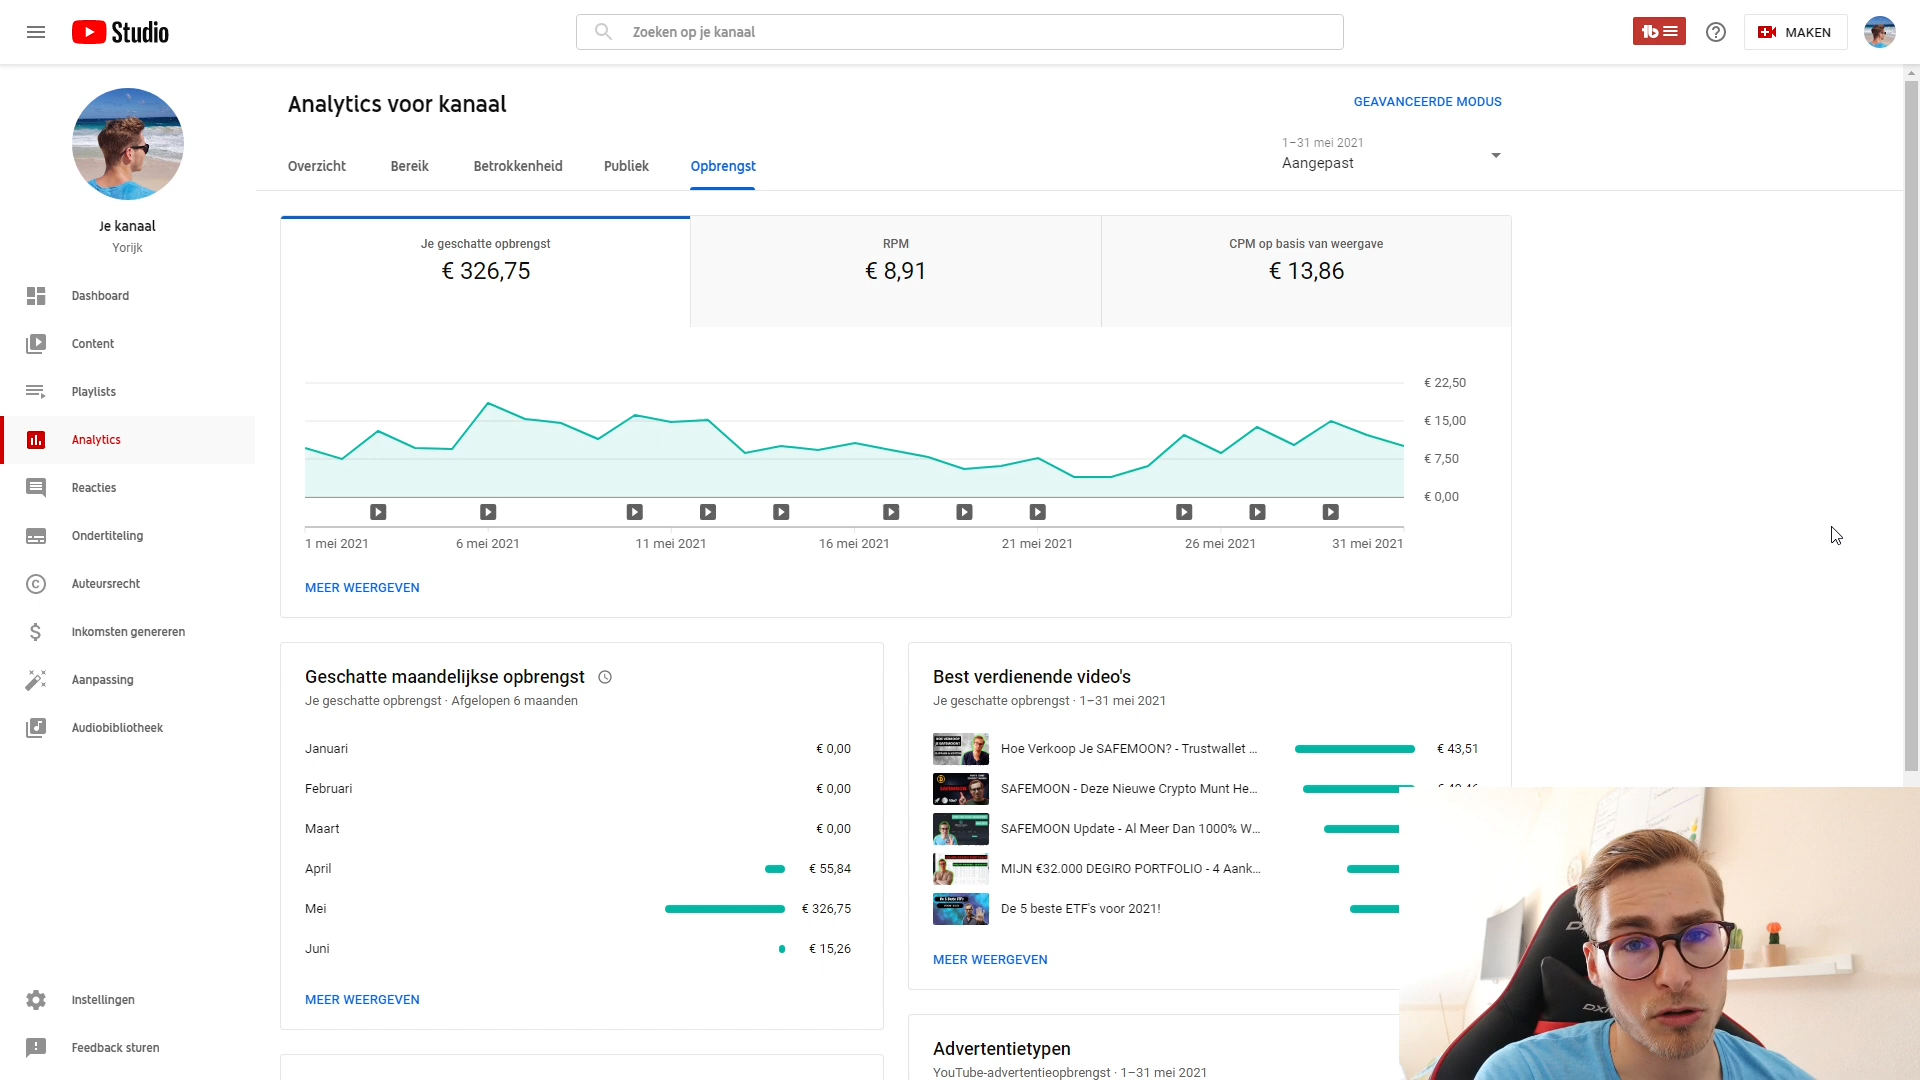 Studio
Zoeken op je kanaal
MAKEN
Je kanaal
Yorijk
Dashboard
Content
Playlists
Analytics
Reacties
Ondertiteling
Auteursrecht
Inkomsten genereren
Aanpassing
Audiobibliotheek
Instellingen
Feedback sturen
Analytics voor kanaal
GEAVANCEERDE MODUS
Overzicht
Bereik
Betrokkenheid
Publiek
Opbrengst
1–31 mei 2021
Aangepast
Je geschatte opbrengst
€ 326,75
RPM
€ 8,91
CPM op basis van weergave
€ 13,86
€ 22,50
€ 15,00
€ 7,50
€ 0,00
1 mei 2021
6 mei 2021
11 mei 2021
16 mei 2021
21 mei 2021
26 mei 2021
31 mei 2021
MEER WEERGEVEN
Geschatte maandelijkse opbrengst
Je geschatte opbrengst · Afgelopen 6 maanden
Januari € 0,00
Februari € 0,00
Maart € 0,00
April € 55,84
Mei € 326,75
Juni € 15,26
MEER WEERGEVEN
Best verdienende video's
Je geschatte opbrengst · 1–31 mei 2021
Hoe Verkoop Je SAFEMOON? - Trustwallet ... € 43,51
SAFEMOON - Deze Nieuwe Crypto Munt He...
SAFEMOON Update - Al Meer Dan 1000% W...
MIJN €32.000 DEGIRO PORTFOLIO - 4 Aank...
De 5 beste ETF's voor 2021!
MEER WEERGEVEN
Advertentietypen
YouTube-advertentieopbrengst · 1–31 mei 2021